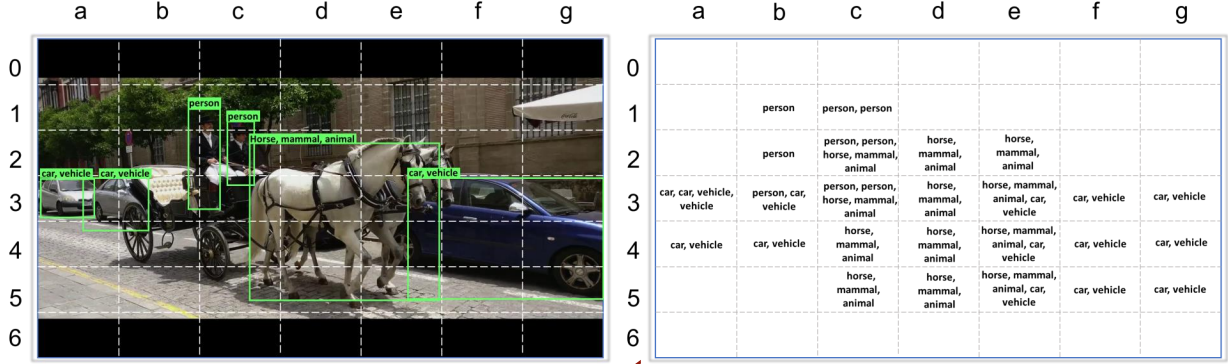 a b c d e f g a b c d e f g
0
1
2
3
4
5
6
person
person
Horse, mammal, animal
car, vehicle car, vehicle car, vehicle
0
1 person person, person
2 person person, person, horse, mammal, animal horse, mammal, animal horse, mammal, animal
3 car, car, vehicle, vehicle person, car, vehicle person, person, horse, mammal, animal horse, mammal, animal horse, mammal, animal, car, vehicle car, vehicle car, vehicle
4 car, vehicle car, vehicle horse, mammal, animal horse, mammal, animal horse, mammal, animal, car, vehicle car, vehicle car, vehicle
5 horse, mammal, animal horse, mammal, animal horse, mammal, animal, car, vehicle car, vehicle car, vehicle
6